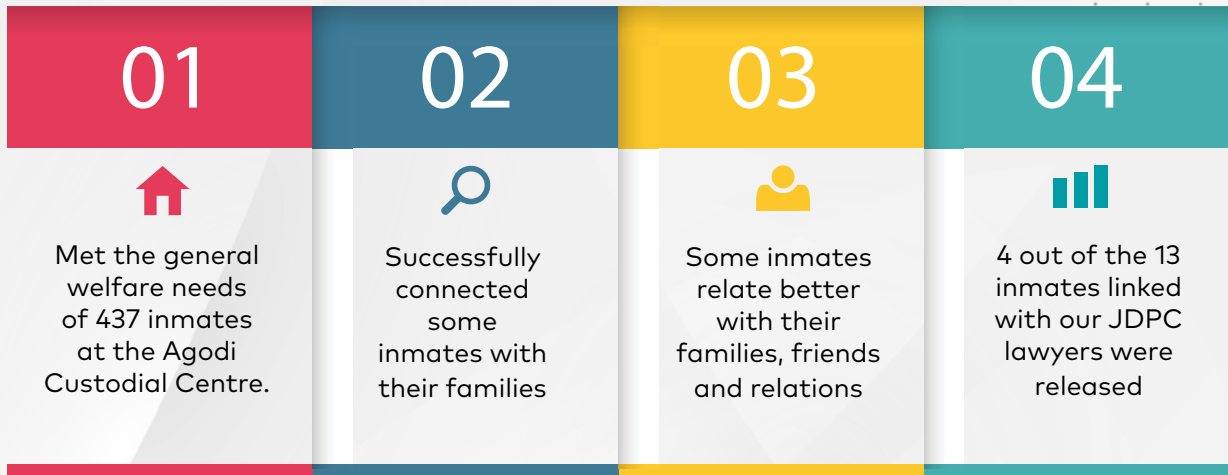 01
Met the general
welfare needs
of 437 inmates
at the Agodi
Custodial Centre.
02
Successfully
connected
some
inmates with
their families
03
Some inmates
relate better
with their
families, friends
and relations
04
4 out of the 13
inmates linked
with our JDPC
lawyers were
released